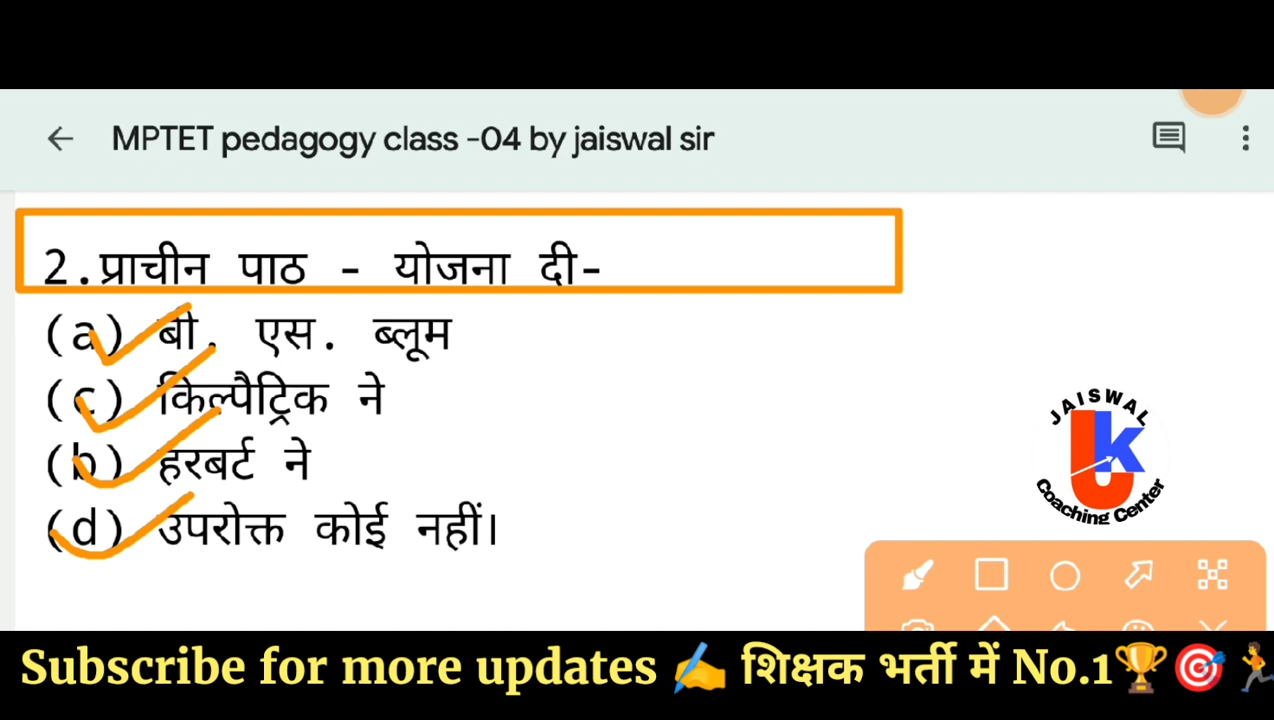 MPTET pedagogy class -04 by jaiswal sir
2.प्राचीन पाठ - योजना दी-
(a) बी. एस. ब्लूम
(c) किल्पैट्रिक ने
(b) हरबर्ट ने
(d) उपरोक्त कोई नहीं।
JAISWAL
UK
Coaching Center
Subscribe for more updates ✍️ शिक्षक भर्ती में No.1🏆🎯🏃